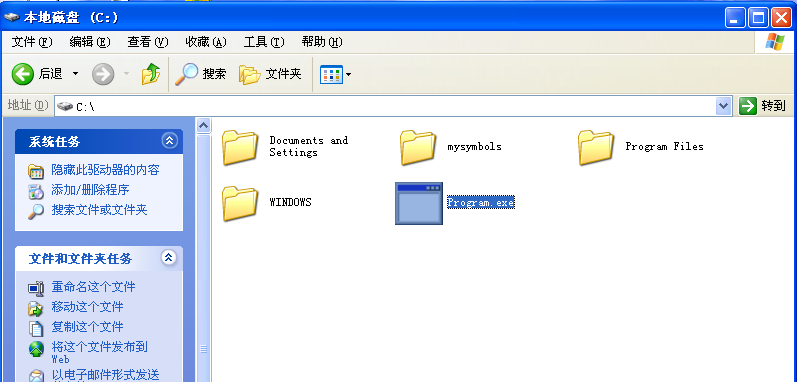 本地磁盘 (C:)
文件(F) 编辑(E) 查看(V) 收藏(A) 工具(T) 帮助(H)
后退 搜索 文件夹
地址(D) C:\ 转到
系统任务
隐藏此驱动器的内容
添加/删除程序
搜索文件或文件夹
文件和文件夹任务
重命名这个文件
移动这个文件
复制这个文件
将这个文件发布到
Web
以电子邮件形式发送
Documents and
Settings
mysymbols
Program Files
WINDOWS
Program.exe